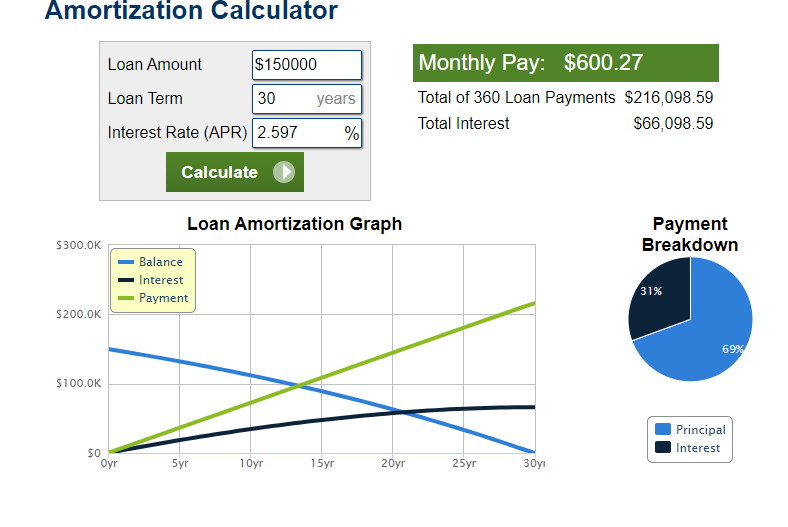 Amortization Calculator
Loan Amount $150000
Loan Term 30 years
Interest Rate (APR) 2.597 %
Calculate
Monthly Pay: $600.27
Total of 360 Loan Payments $216,098.59
Total Interest $66,098.59
Loan Amortization Graph
$300.0K
$200.0K
$100.0K
$0
Balance
Interest
Payment
0yr 5yr 10yr 15yr 20yr 25yr 30yr
Payment
Breakdown
31%
69%
Principal
Interest